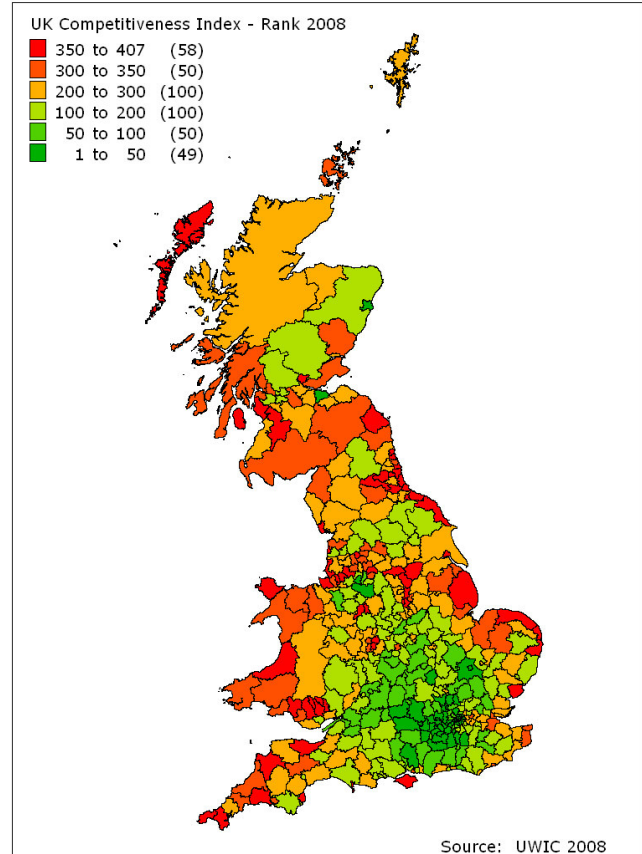 UK Competitiveness Index - Rank 2008
350 to 407 (58)
300 to 350 (50)
200 to 300 (100)
100 to 200 (100)
50 to 100 (50)
1 to 50 (49)
Source: UWIC 2008